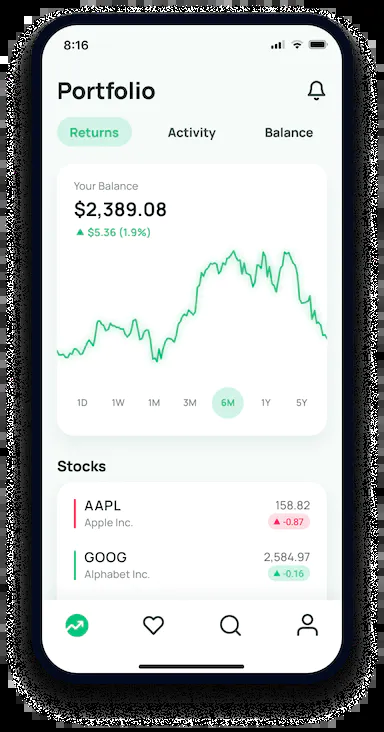 8:16
Portfolio
Returns Activity Balance
Your Balance
$2,389.08
▲ $5.36 (1.9%)
1D 1W 1M 3M 6M 1Y 5Y
Stocks
AAPL 158.82
Apple Inc. ▲ -0.87
GOOG 2,584.97
Alphabet Inc. ▲ -0.16